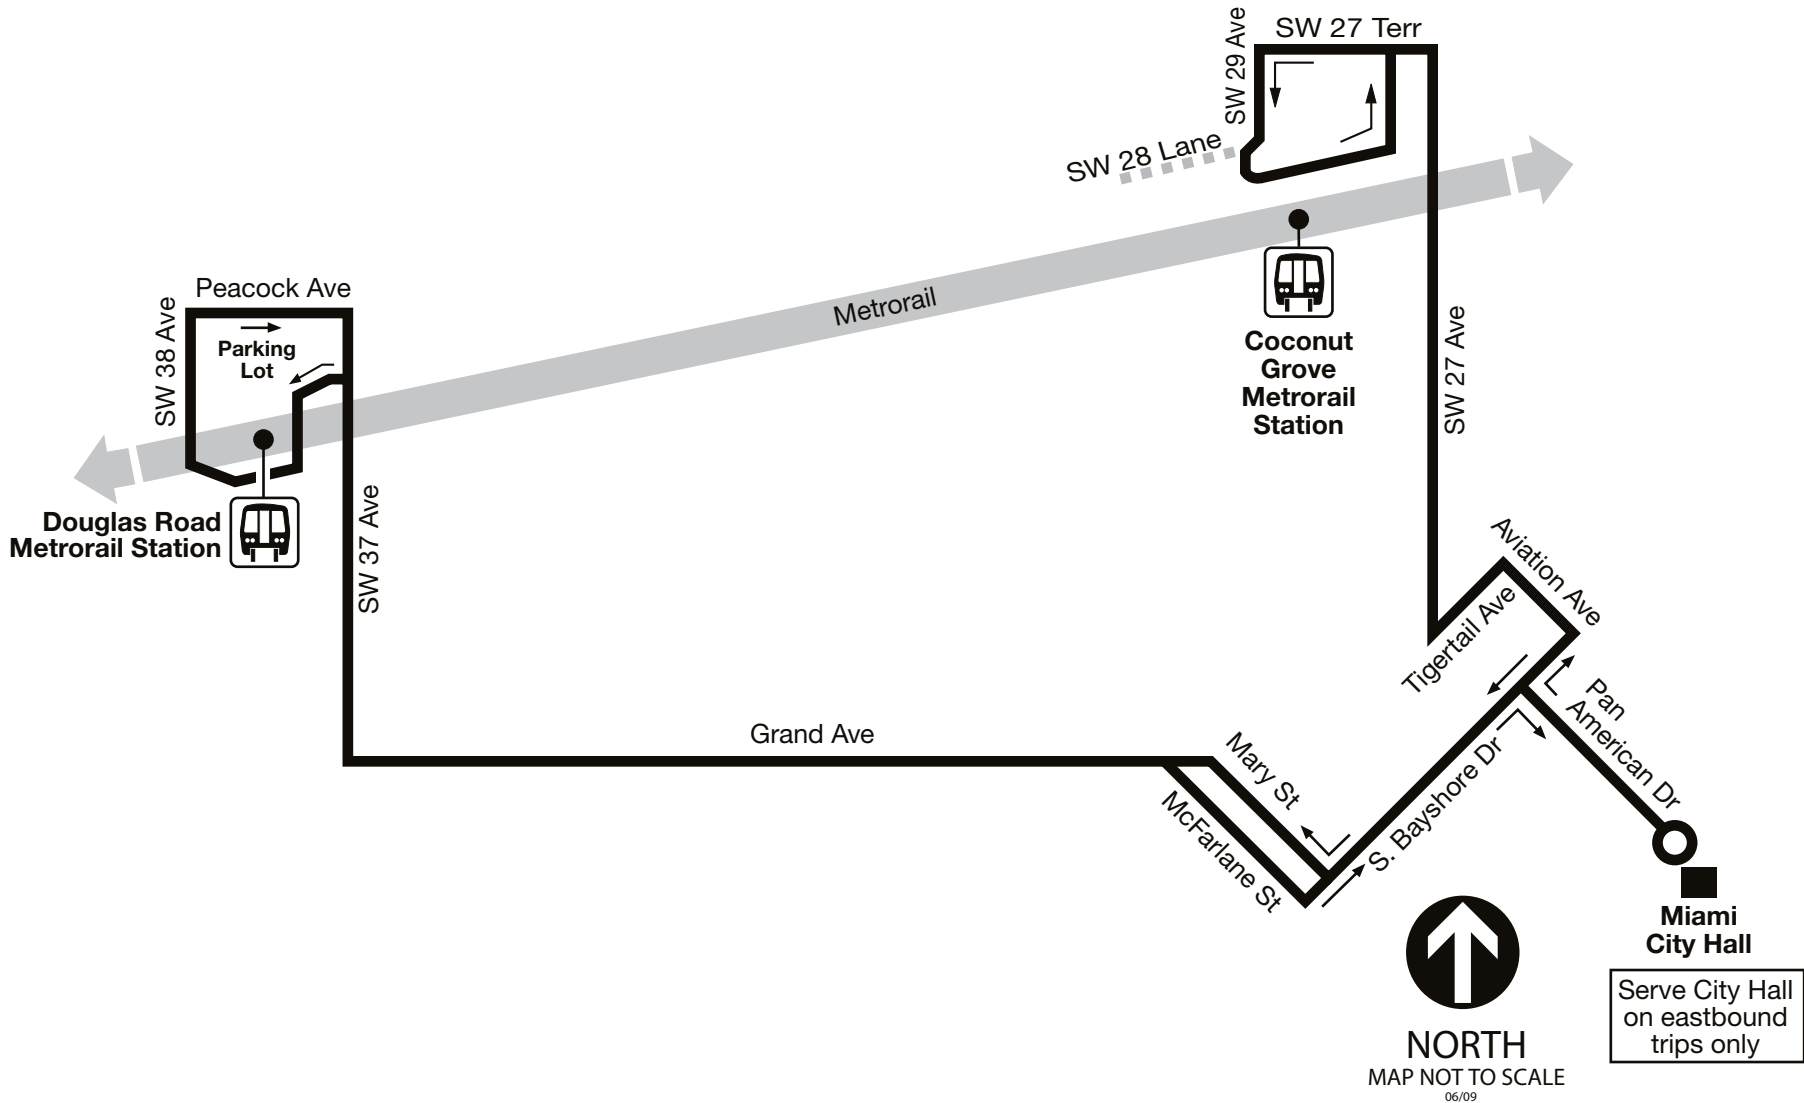 SW 29 Ave
SW 27 Terr
SW 28 Lane
Peacock Ave
SW 38 Ave
Parking
Lot
Metrorail
Coconut
Grove
Metrorail
Station
SW 27 Ave
Douglas Road
Metrorail Station
SW 37 Ave
Aviation Ave
Tigertail Ave
Pan
American Dr
Grand Ave
Mary St
McFarlane St
S. Bayshore Dr
Miami
City Hall
Serve City Hall
on eastbound
trips only
NORTH
MAP NOT TO SCALE
06/09